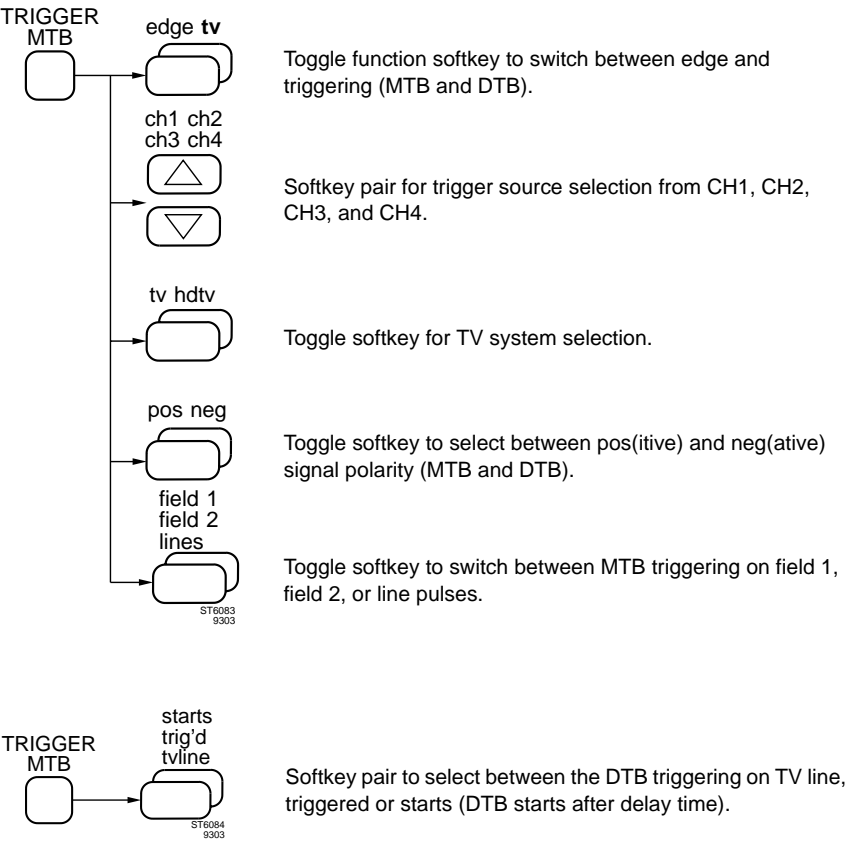 TRIGGER
MTB
edge tv
Toggle function softkey to switch between edge and
triggering (MTB and DTB).
ch1 ch2
ch3 ch4
Softkey pair for trigger source selection from CH1, CH2,
CH3, and CH4.
tv hdtv
Toggle softkey for TV system selection.
pos neg
Toggle softkey to select between pos(itive) and neg(ative)
signal polarity (MTB and DTB).
field 1
field 2
lines
Toggle softkey to switch between MTB triggering on field 1,
field 2, or line pulses.
ST6083
9303
TRIGGER
MTB
starts
trig'd
tvline
Softkey pair to select between the DTB triggering on TV line,
triggered or starts (DTB starts after delay time).
ST6084
9303